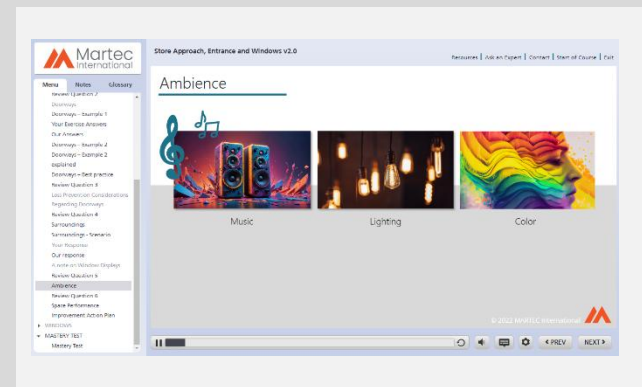 Martec
International
Store Approach, Entrance and Windows v2.0
Resources | Ask an Expert | Contact | Start of Course | Exit
Menu Notes Glossary
Review Question 2
Doorways
Doorways - Example 1
Your Exercise Answers
Our Answers
Doorways - Example 2
Doorways - Example 2
explained
Doorways - Best practice
Review Question 3
Loss Prevention Considerations
Regarding Doorways
Review Question 4
Surroundings
Surroundings - Scenario
Your Response
Our response
A note on Window Displays
Review Question 5
Ambience
Review Question 6
Space Performance
Improvement Action Plan
WINDOWS
MASTERY TEST
Mastery Test
Ambience
Music
Lighting
Color
© 2022 MARTEC International
PREV
NEXT